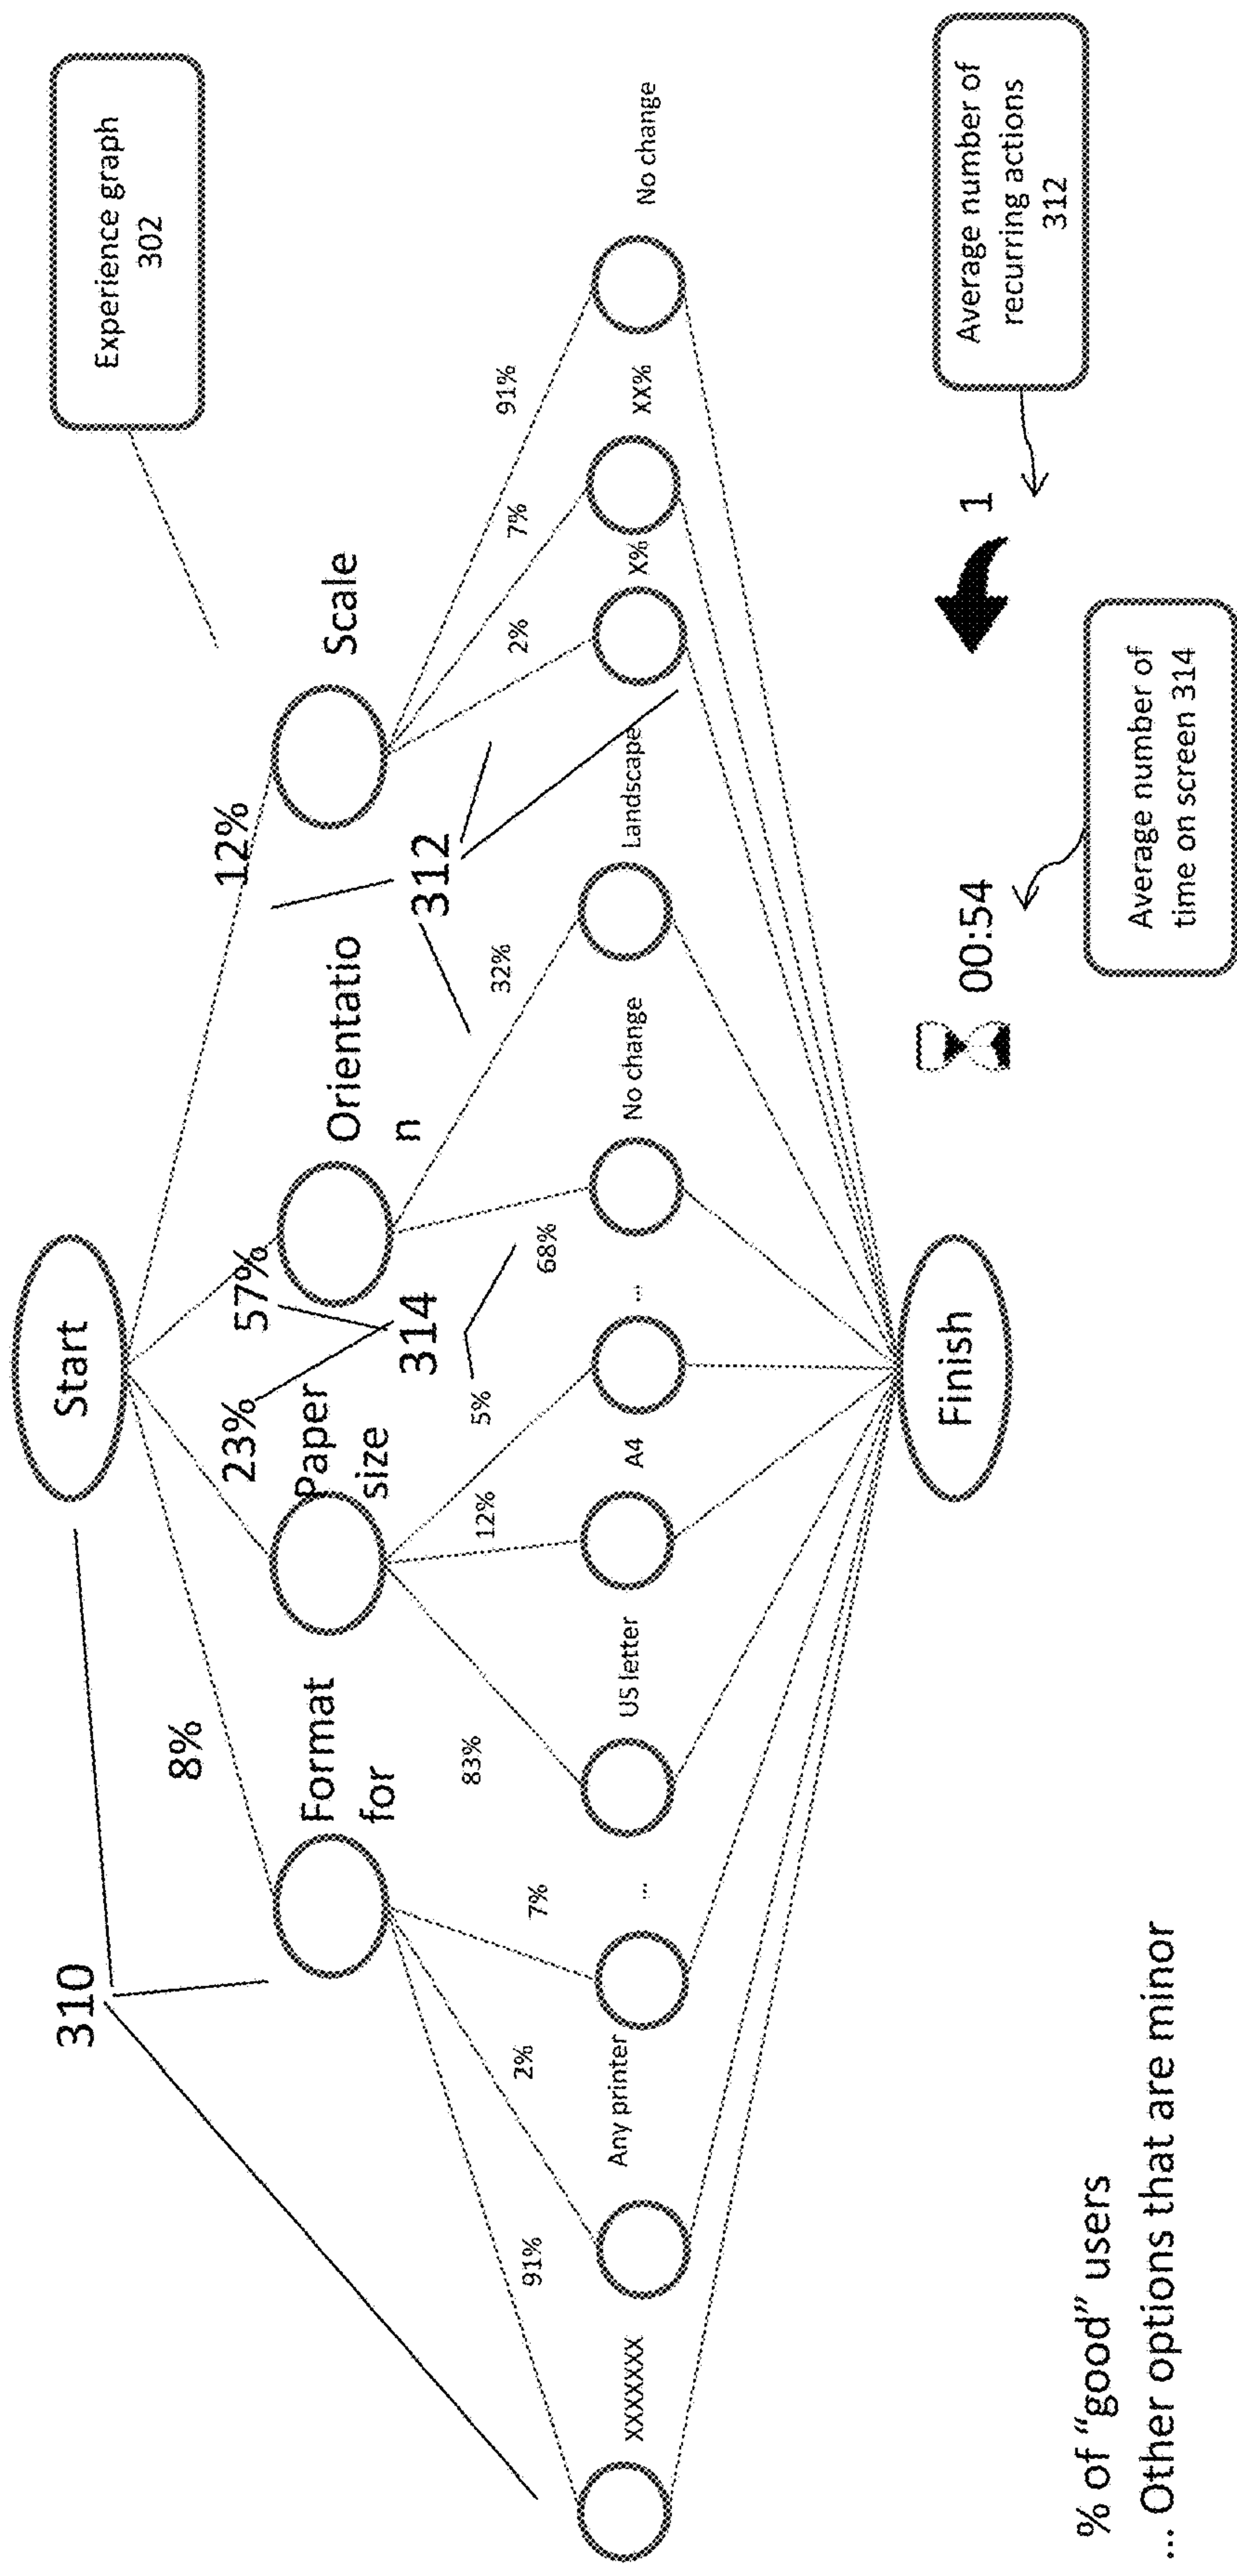 Experience graph
302
Start
310
8%
23%
57%
12%
Format
for
Paper
size
Orientatio
n
Scale
314
312
91%
2%
7%
83%
12%
5%
68%
32%
2%
7%
91%
XXXXXXX
Any printer
...
US letter
A4
...
No change
Landscape
X%
XX%
No change
Finish
00:54
1
Average number of
recurring actions
312
Average number of
time on screen 314
% of “good” users
... Other options that are minor